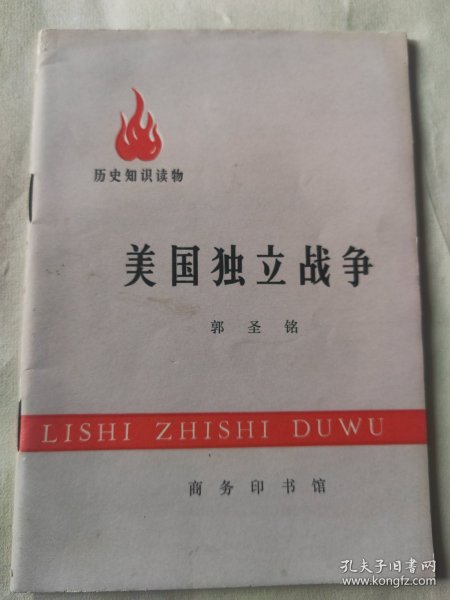 历史知识读物
美国独立战争
郭圣铭
LISHI ZHISHI DUWU
商务印书馆
孔夫子旧书网
www.kongfz.com